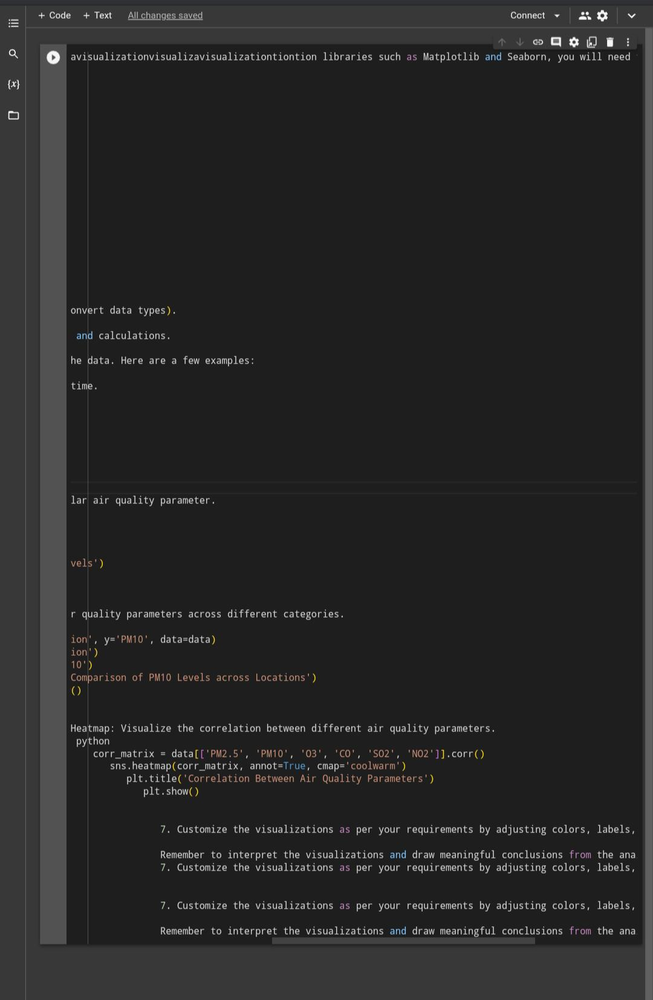 + Code + Text All changes saved Connect
{x}
avisualizationvisualizavisualizationtiontion libraries such as Matplotlib and Seaborn, you will need
onvert data types).
and calculations.
he data. Here are a few examples:
time.
lar air quality parameter.
vels')
r quality parameters across different categories.
ion', y='PM10', data=data)
ion')
10')
Comparison of PM10 Levels across Locations')
()
Heatmap: Visualize the correlation between different air quality parameters.
python
corr_matrix = data[['PM2.5', 'PM10', 'O3', 'CO', 'SO2', 'NO2']].corr()
sns.heatmap(corr_matrix, annot=True, cmap='coolwarm')
plt.title('Correlation Between Air Quality Parameters')
plt.show()
7. Customize the visualizations as per your requirements by adjusting colors, labels,
Remember to interpret the visualizations and draw meaningful conclusions from the ana
7. Customize the visualizations as per your requirements by adjusting colors, labels,
7. Customize the visualizations as per your requirements by adjusting colors, labels,
Remember to interpret the visualizations and draw meaningful conclusions from the ana